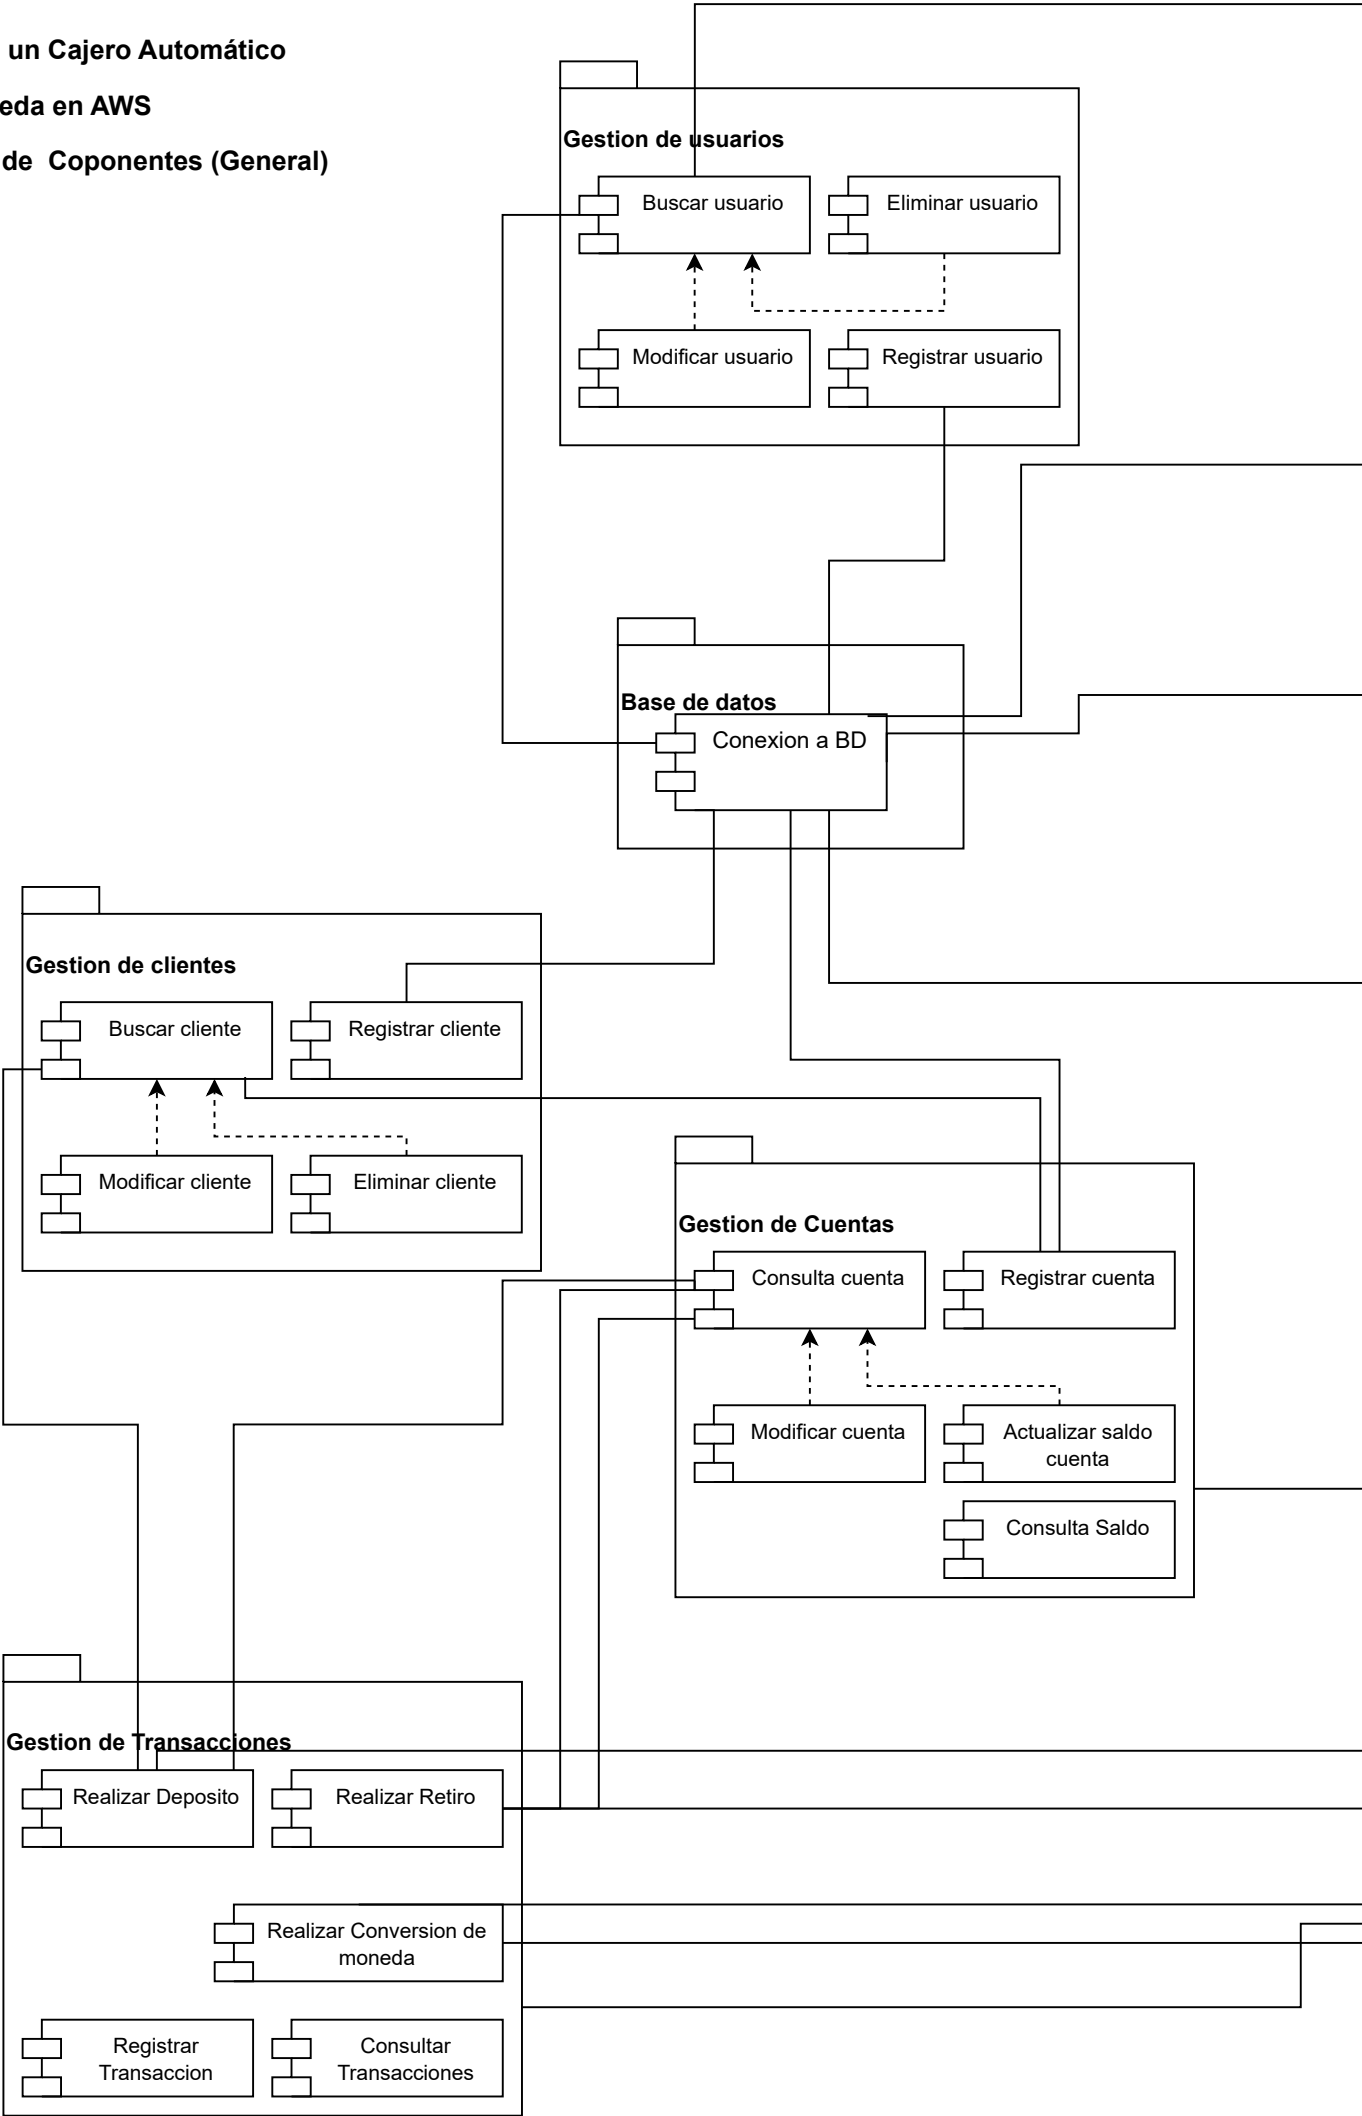 un Cajero Automático
eda en AWS
de Coponentes (General)
Gestion de usuarios
Buscar usuario
Eliminar usuario
Modificar usuario
Registrar usuario
Base de datos
Conexion a BD
Gestion de clientes
Buscar cliente
Registrar cliente
Modificar cliente
Eliminar cliente
Gestion de Cuentas
Consulta cuenta
Registrar cuenta
Modificar cuenta
Actualizar saldo
cuenta
Consulta Saldo
Gestion de Transacciones
Realizar Deposito
Realizar Retiro
Realizar Conversion de
moneda
Registrar
Transaccion
Consultar
Transacciones